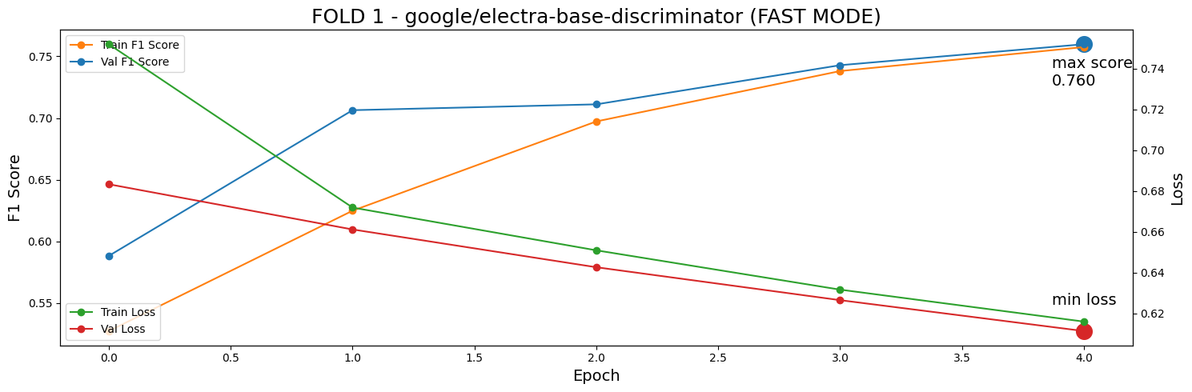 FOLD 1 - google/electra-base-discriminator (FAST MODE)
Train F1 Score
Val F1 Score
max score
0.760
min loss
Train Loss
Val Loss
F1 Score
0.75
0.70
0.65
0.60
0.55
Loss
0.74
0.72
0.70
0.68
0.66
0.64
0.62
0.0 0.5 1.0 1.5 2.0 2.5 3.0 3.5 4.0
Epoch